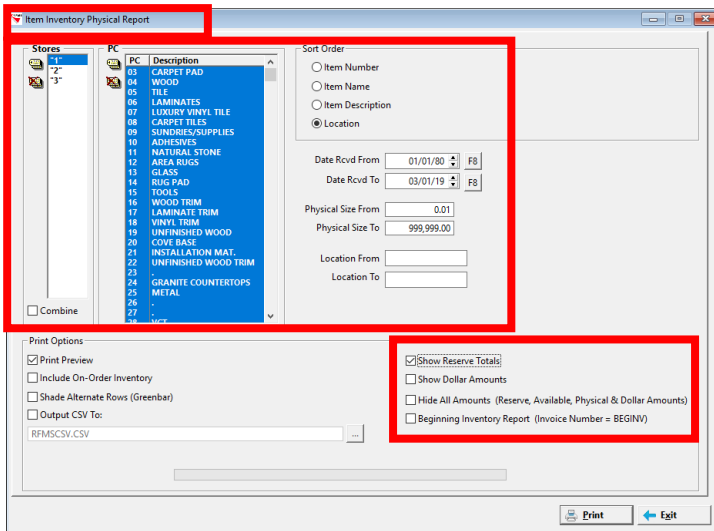 Item Inventory Physical Report
Stores
"1"
"2"
"3"
Combine
PC
PC Description
03 CARPET PAD
04 WOOD
05 TILE
06 LAMINATES
07 LUXURY VINYL TILE
08 CARPET TILES
09 SUNDRIES/SUPPLIES
10 ADHESIVES
11 NATURAL STONE
12 AREA RUGS
13 GLASS
14 RUG PAD
15 TOOLS
16 WOOD TRIM
17 LAMINATE TRIM
18 VINYL TRIM
19 UNFINISHED WOOD
20 COVE BASE
21 INSTALLATION MAT.
22 UNFINISHED WOOD TRIM
23 .
24 GRANITE COUNTERTOPS
25 METAL
26 .
27 .
28 VCT
Sort Order
Item Number
Item Name
Item Description
Location
Date Rcvd From 01/01/80 F8
Date Rcvd To 03/01/19 F8
Physical Size From 0.01
Physical Size To 999,999.00
Location From
Location To
Print Options
Print Preview
Include On-Order Inventory
Shade Alternate Rows (Greenbar)
Output CSV To:
RFMSCSV.CSV ...
Show Reserve Totals
Show Dollar Amounts
Hide All Amounts (Reserve, Available, Physical & Dollar Amounts)
Beginning Inventory Report (Invoice Number = BEGINV)
Print Exit